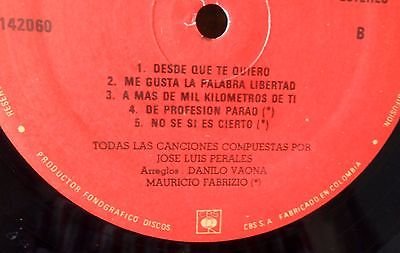 142060
B
1. DESDE QUE TE QUIERO
2. ME GUSTA LA PALABRA LIBERTAD
3. A MAS DE MIL KILOMETROS DE TI
4. DE PROFESION PARAD (*)
5. NO SE SI ES CIERTO (*)
TODAS LAS CANCIONES COMPUESTAS POR
JOSE LUIS PERALES
Arreglos DANILO VAONA
MAURICIO FABRIZIO (*)
PRODUCTOR FONOGRAFICO DISCOS
CBS
CBS S.A. FABRICADO EN COLOMBIA